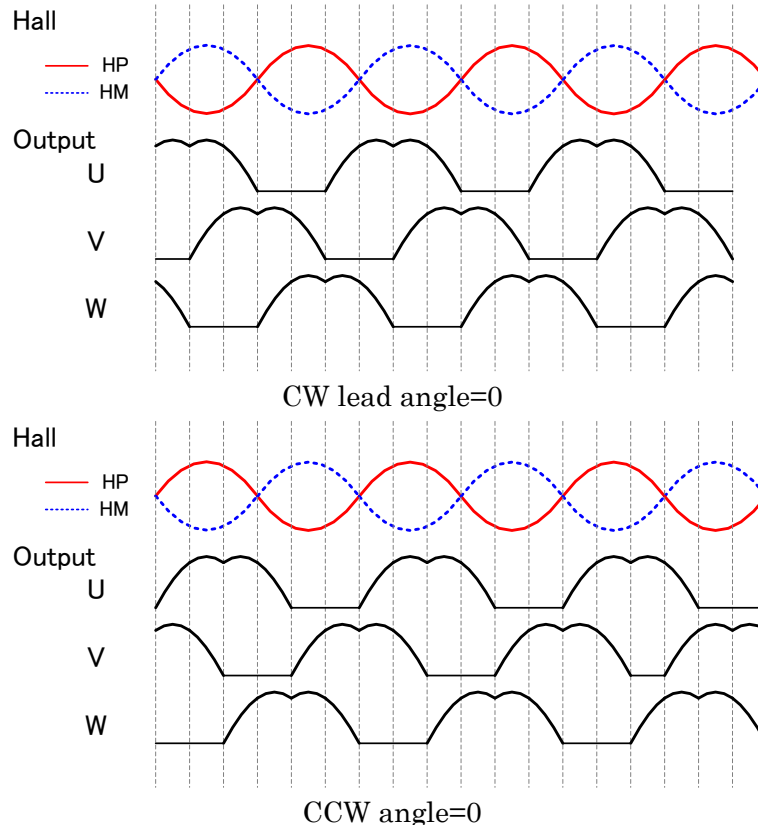 Hall
HP
HM
Output
U
V
W
CW lead angle=0
Hall
HP
HM
Output
U
V
W
CCW angle=0